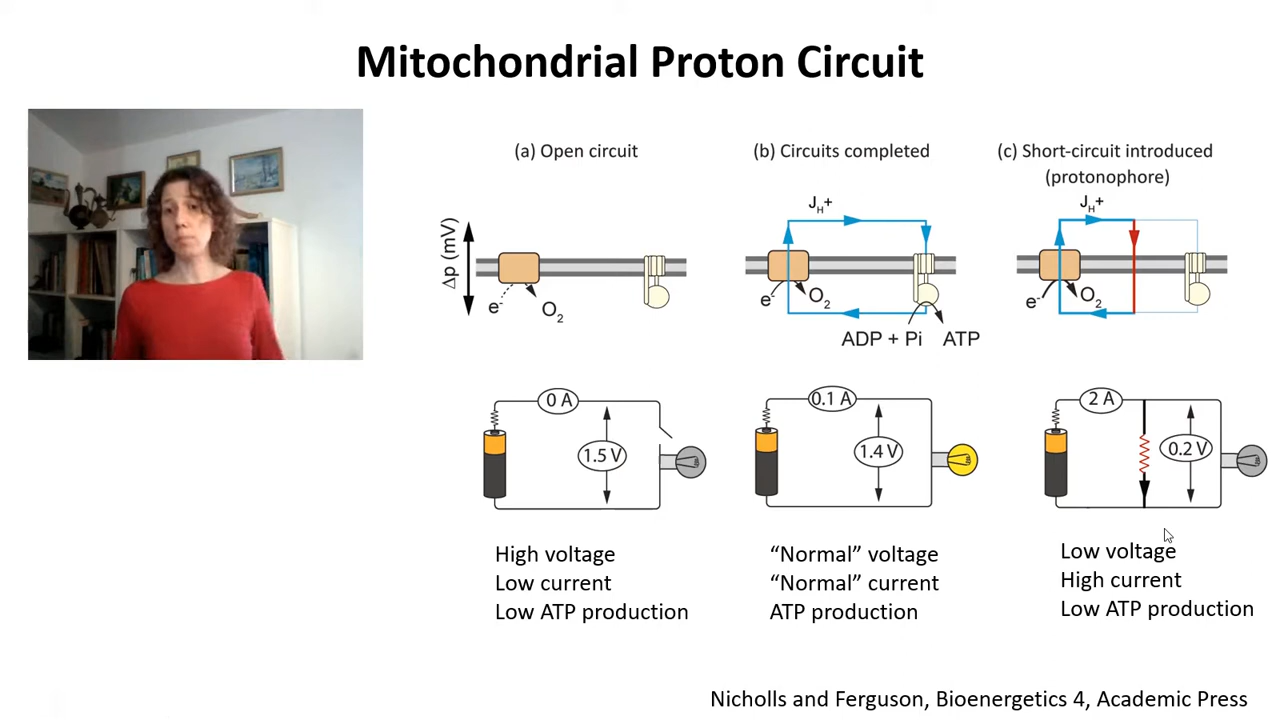 Mitochondrial Proton Circuit
(a) Open circuit
(b) Circuits completed
(c) Short-circuit introduced
(protonophore)
Δp (mV)
e-
O2
JH+
e-
O2
ADP + Pi
ATP
JH+
e-
O2
0 A
1.5 V
0.1 A
1.4 V
2 A
0.2 V
High voltage
Low current
Low ATP production
“Normal” voltage
“Normal” current
ATP production
Low voltage
High current
Low ATP production
Nicholls and Ferguson, Bioenergetics 4, Academic Press